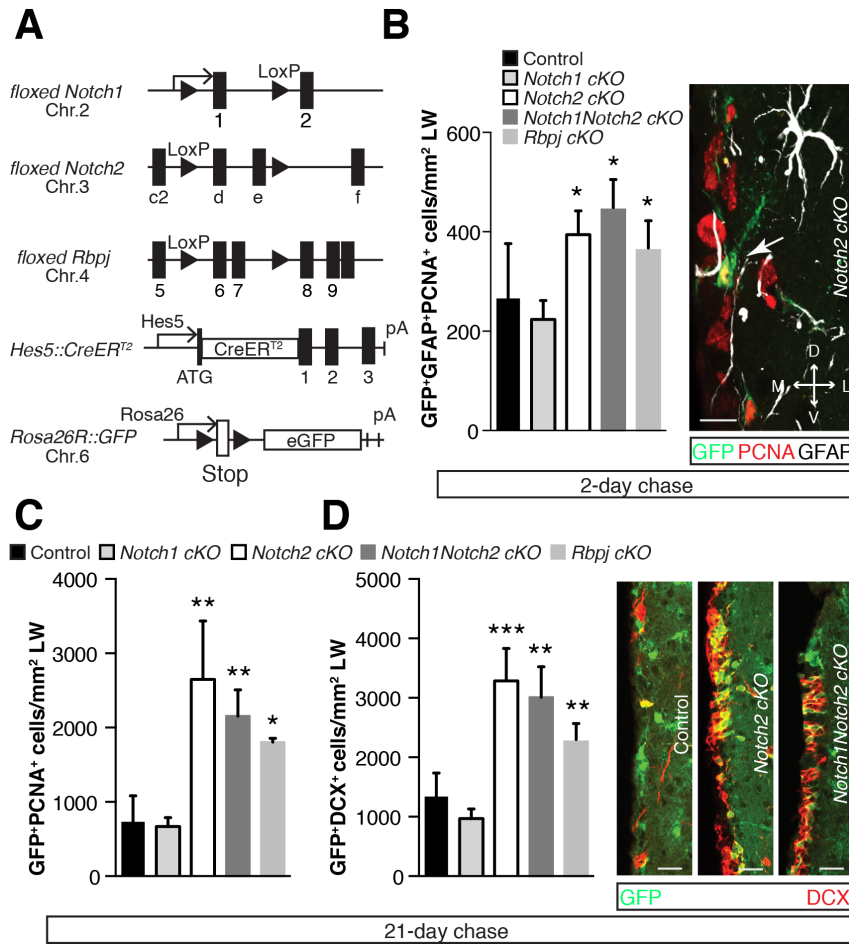 A
floxed Notch1
Chr.2
LoxP
1 2
floxed Notch2
Chr.3
LoxP
c2 d e f
floxed Rbpj
Chr.4
LoxP
5 6 7 8 9
Hes5::CreERT2
Hes5
CreERT2
pA
ATG 1 2 3
Rosa26R::GFP
Chr.6
Rosa26
eGFP
pA
Stop
B
Control
Notch1 cKO
Notch2 cKO
Notch1Notch2 cKO
Rbpj cKO
GFP+GFAP+PCNA+ cells/mm² LW
600
400
200
0
* * *
Notch2 cKO
D
M L
V
GFP PCNA GFAP
2-day chase
C
D
Control Notch1 cKO Notch2 cKO Notch1Notch2 cKO Rbpj cKO
GFP+PCNA+ cells/mm² LW
4000
3000
2000
1000
0
** ** *
GFP+DCX+ cells/mm² LW
5000
4000
3000
2000
1000
0
*** ** **
Control
Notch2 cKO
Notch1Notch2 cKO
GFP DCX
21-day chase